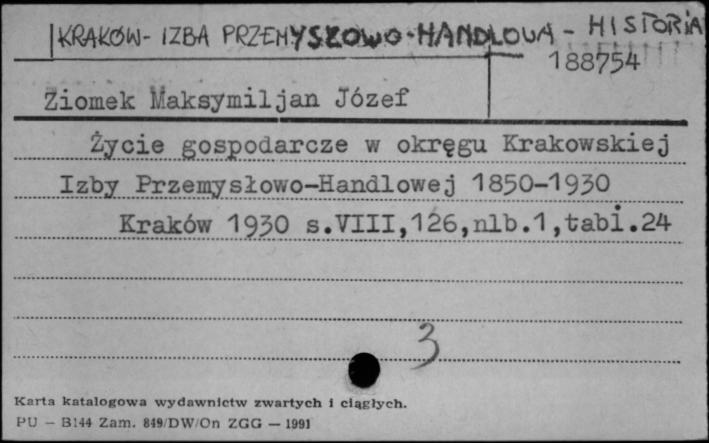 KRAKÓW - IZBA PRZEMYSŁOWO-HANDLOWA - HISTORIA
188754
Ziomek Maksymiljan Józef
Życie gospodarcze w okręgu Krakowskiej
Izby Przemysłowo-Handlowej 1850-1930
Kraków 1930 s.VIII,126,nlb.1,tabl.24
3
Karta katalogowa wydawnictw zwartych i ciągłych.
PU — B144 Zam. 849/DW/On ZGG — 1991